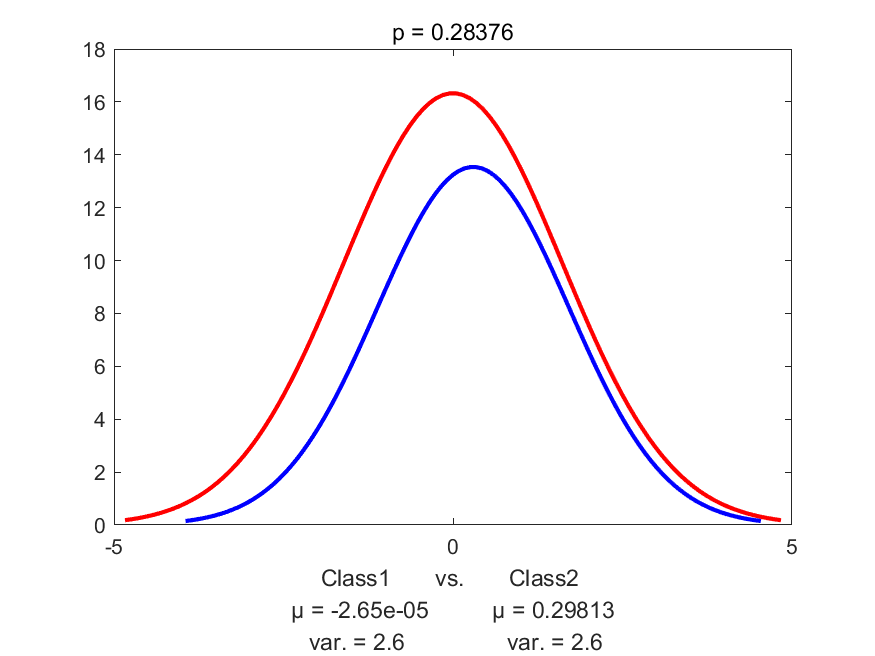 p = 0.28376
18
16
14
12
10
8
6
4
2
0
-5 0 5
Class1 vs. Class2
µ = -2.65e-05 µ = 0.29813
var. = 2.6 var. = 2.6